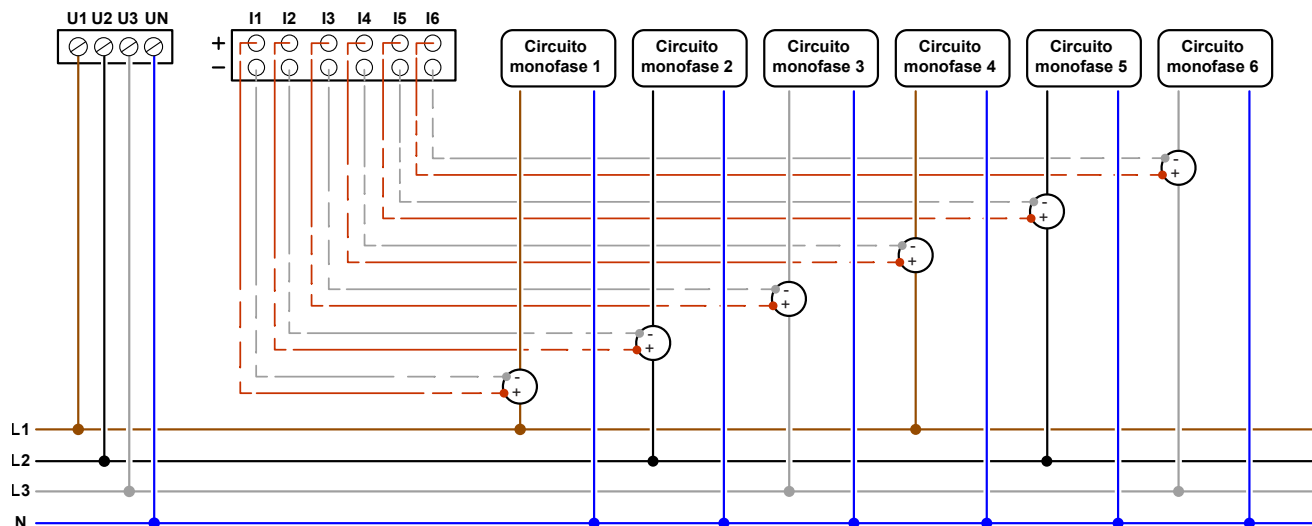 U1 U2 U3 UN
I1 I2 I3 I4 I5 I6
+
−
Circuito
monofase 1
Circuito
monofase 2
Circuito
monofase 3
Circuito
monofase 4
Circuito
monofase 5
Circuito
monofase 6
-
+
-
+
-
+
-
+
-
+
-
+
L1
L2
L3
N